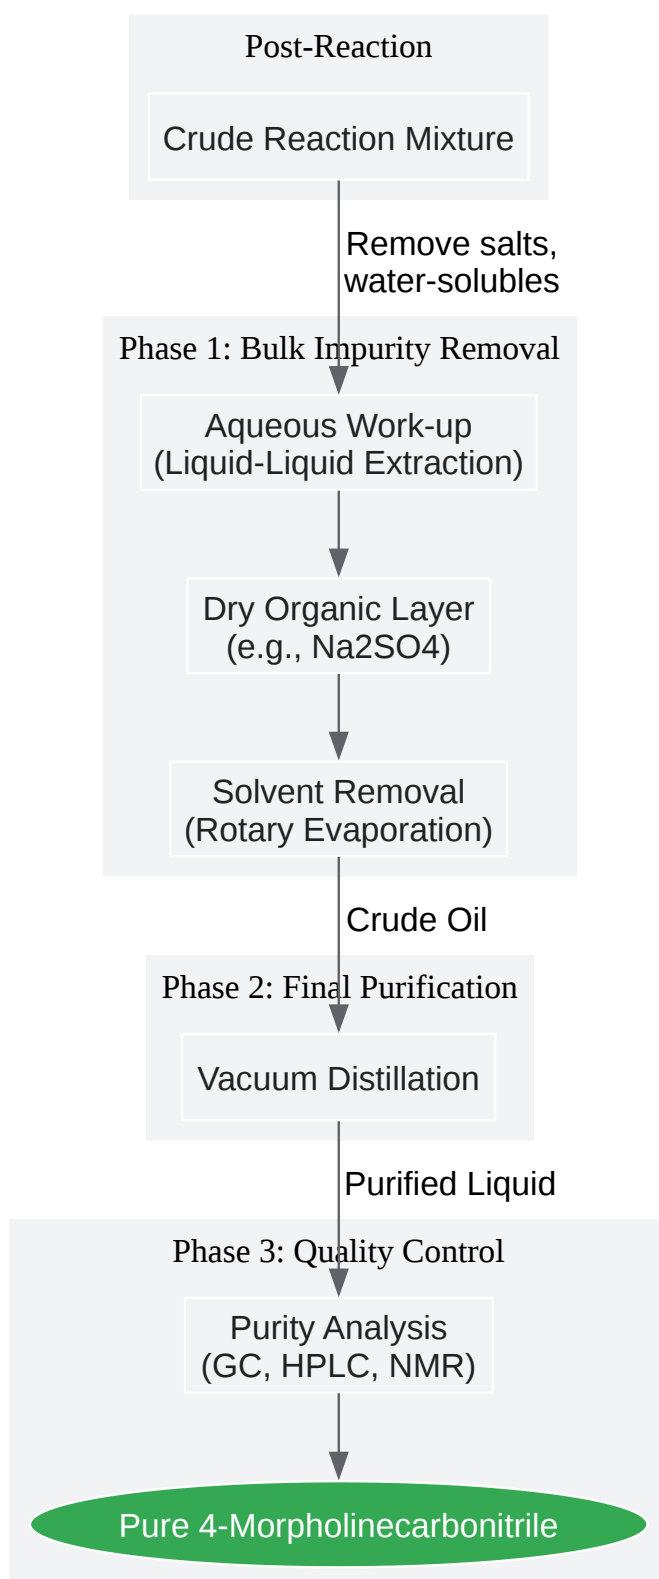 Post-Reaction
Crude Reaction Mixture
Remove salts,
water-solubles
Phase 1: Bulk Impurity Removal
Aqueous Work-up
(Liquid-Liquid Extraction)
Dry Organic Layer
(e.g., Na2SO4)
Solvent Removal
(Rotary Evaporation)
Crude Oil
Phase 2: Final Purification
Vacuum Distillation
Purified Liquid
Phase 3: Quality Control
Purity Analysis
(GC, HPLC, NMR)
Pure 4-Morpholinecarbonitrile